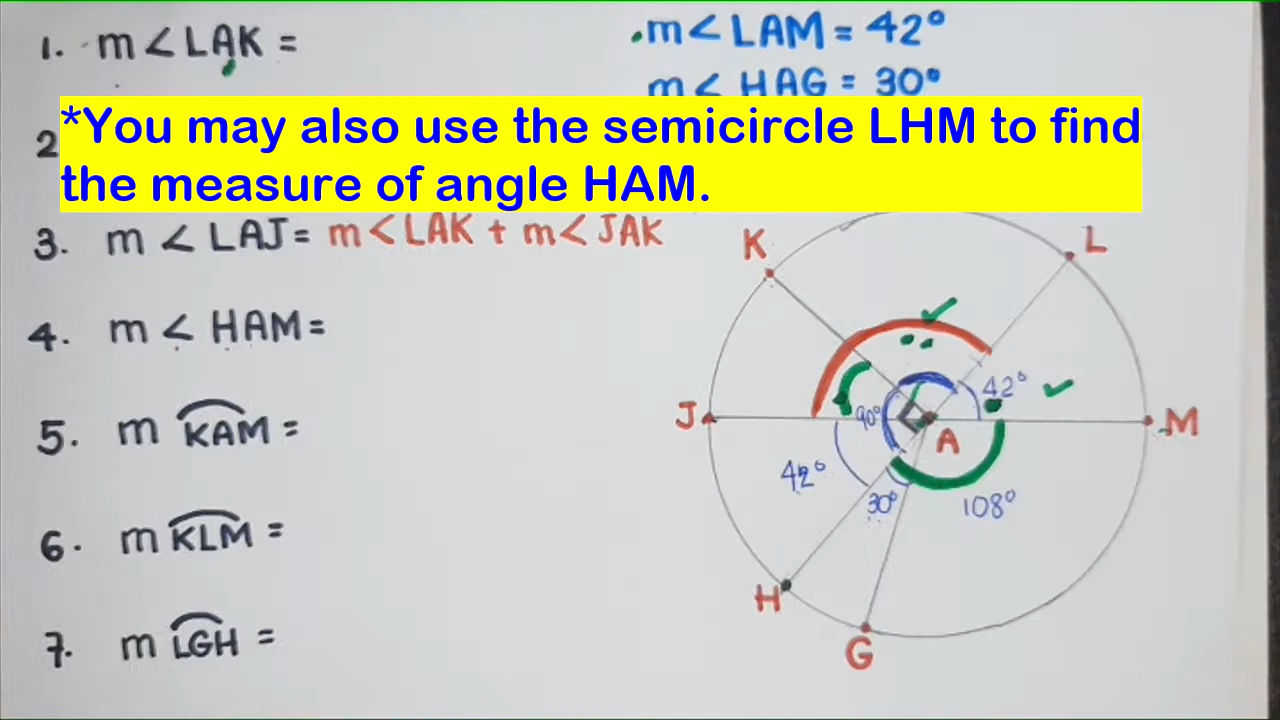 1. m∠LAK =
m∠LAM = 42°
m∠HAG = 30°
2
*You may also use the semicircle LHM to find
the measure of angle HAM.
3. m∠LAJ = m∠LAK + m∠JAK
4. m∠HAM =
5. m KAM =
6. m KLM =
7. m LGH =
K
L
42°
J
90°
A
M
42°
30°
108°
H
G